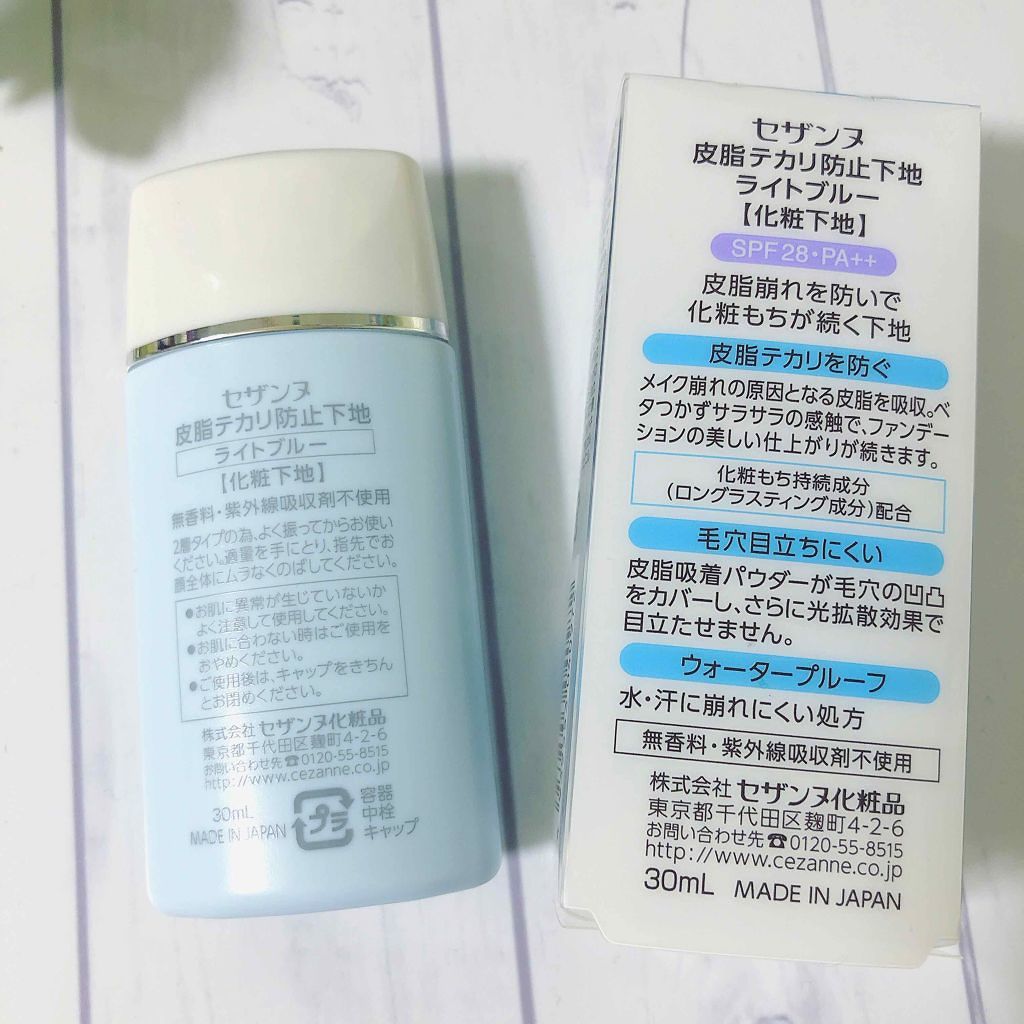 セザンヌ
皮脂テカリ防止下地
ライトブルー
【化粧下地】
無香料・紫外線吸収剤不使用
2層タイプの為、よく振ってからお使い
ください。適量を手にとり、指先でお
顔全体にムラなくのばしてください。
●お肌に異常が生じていないか
よく注意して使用してください。
●お肌に合わない時はご使用を
おやめください。
●ご使用後は、キャップをきちん
とお閉めください。
株式会社 セザンヌ化粧品
東京都千代田区麹町4-2-6
お問い合わせ先☎0120-55-8515
http://www.cezanne.co.jp
30mL
MADE IN JAPAN
プラ
容器
中栓
キャップ
セザンヌ
皮脂テカリ防止下地
ライトブルー
【化粧下地】
SPF28・PA++
皮脂崩れを防いで
化粧もちが続く下地
皮脂テカリを防ぐ
メイク崩れの原因となる皮脂を吸収。ベ
タつかずサラサラの感触で、ファンデー
ションの美しい仕上がりが続きます。
化粧もち持続成分
(ロングラスティング成分)配合
毛穴目立ちにくい
皮脂吸着パウダーが毛穴の凹凸
をカバーし、さらに光拡散効果で
目立たせません。
ウォータープルーフ
水・汗に崩れにくい処方
無香料・紫外線吸収剤不使用
株式会社 セザンヌ化粧品
東京都千代田区麹町4-2-6
お問い合わせ先☎0120-55-8515
http://www.cezanne.co.jp
30mL MADE IN JAPAN